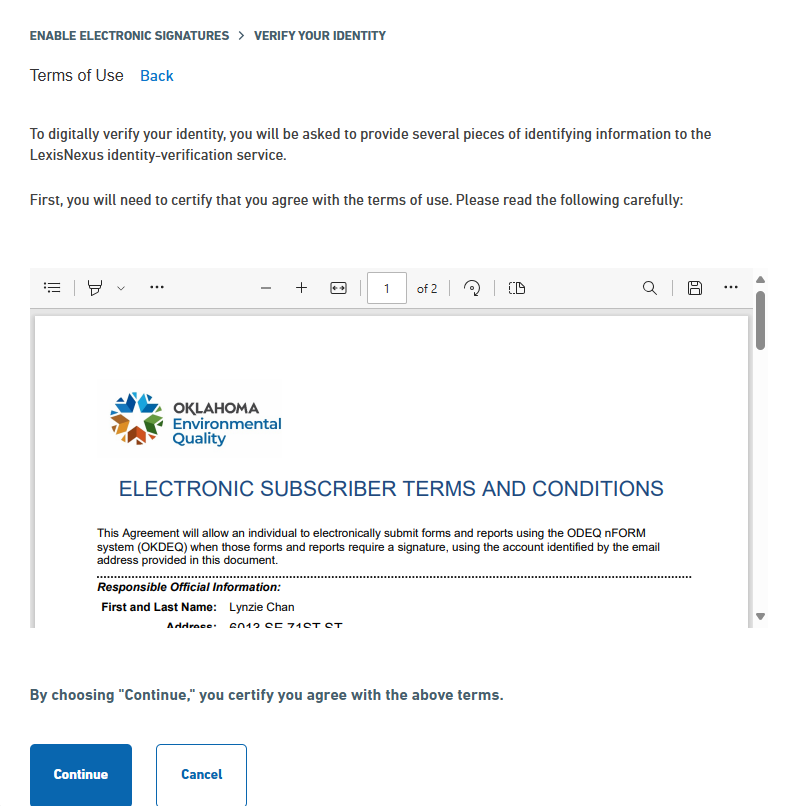 ENABLE ELECTRONIC SIGNATURES > VERIFY YOUR IDENTITY
Terms of Use Back
To digitally verify your identity, you will be asked to provide several pieces of identifying information to the
LexisNexus identity-verification service.
First, you will need to certify that you agree with the terms of use. Please read the following carefully:
1 of 2
OKLAHOMA
Environmental
Quality
ELECTRONIC SUBSCRIBER TERMS AND CONDITIONS
This Agreement will allow an individual to electronically submit forms and reports using the ODEQ nFORM
system (OKDEQ) when those forms and reports require a signature, using the account identified by the email
address provided in this document.
Responsible Official Information:
First and Last Name: Lynzie Chan
Address: 6013 SE 71ST ST
By choosing "Continue," you certify you agree with the above terms.
Continue Cancel